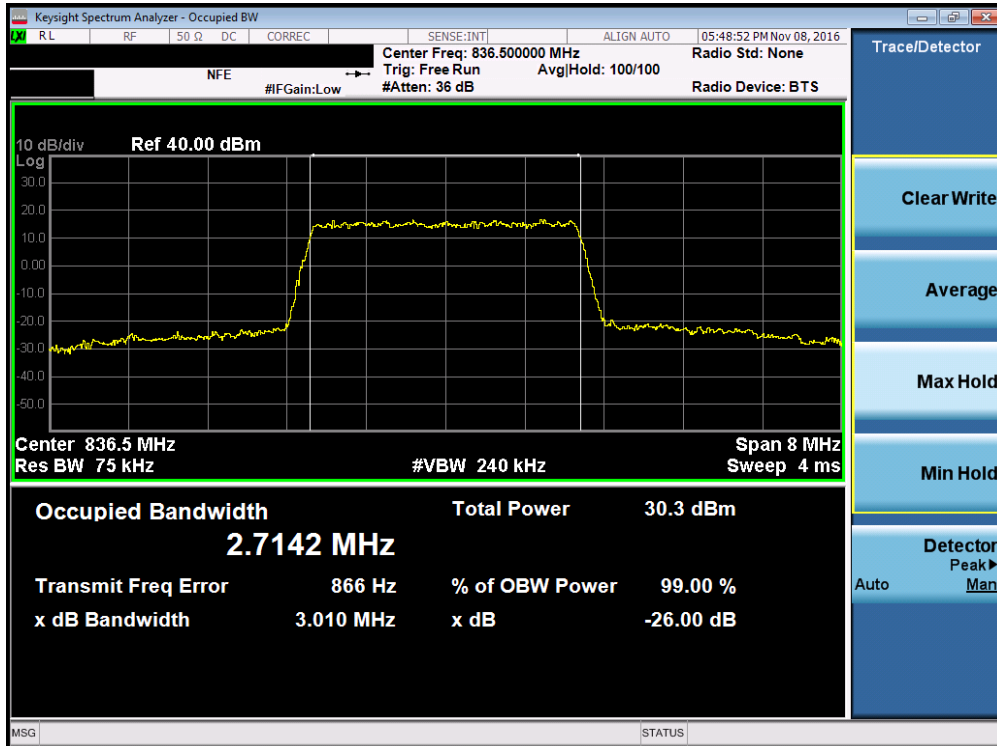 Keysight Spectrum Analyzer - Occupied BW
LXI RL RF 50 Ω DC CORREC SENSE:INT ALIGN AUTO 05:48:52 PM Nov 08, 2016
Center Freq: 836.500000 MHz Radio Std: None
NFE Trig: Free Run Avg|Hold: 100/100
#IFGain:Low #Atten: 36 dB Radio Device: BTS
10 dB/div Ref 40.00 dBm
Log
30.0
20.0
10.0
0.00
-10.0
-20.0
-30.0
-40.0
-50.0
Center 836.5 MHz Span 8 MHz
Res BW 75 kHz #VBW 240 kHz Sweep 4 ms
Occupied Bandwidth Total Power 30.3 dBm
2.7142 MHz
Transmit Freq Error 866 Hz % of OBW Power 99.00 %
x dB Bandwidth 3.010 MHz x dB -26.00 dB
Trace/Detector
Clear Write
Average
Max Hold
Min Hold
Detector
Peak▶
Auto Man
MSG STATUS